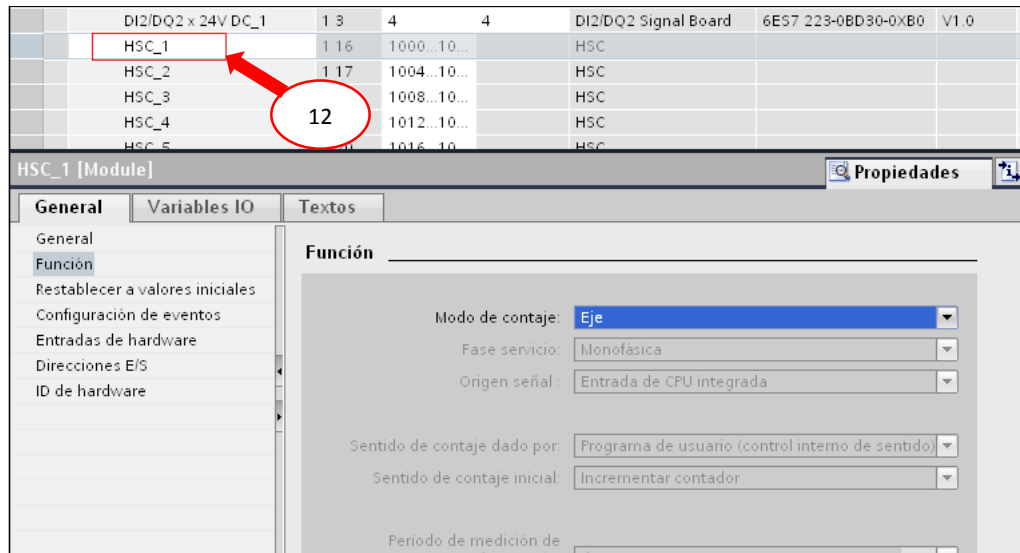 DI2/DQ2 x 24V DC_1 1 3 4 4 DI2/DQ2 Signal Board 6ES7 223-0BD30-0XB0 V1.0
HSC_1 1 16 1000...10... HSC
HSC_2 1 17 1004...10... HSC
HSC_3 1008...10... HSC
HSC_4 1012...10... HSC
HSC_5 1016...10... HSC
12
HSC_1 [Module] Propiedades
General Variables IO Textos
General
Función
Restablecer a valores iniciales
Configuración de eventos
Entradas de hardware
Direcciones E/S
ID de hardware
Función
Modo de contaje: Eje
Fase servicio: Monofásica
Origen señal : Entrada de CPU integrada
Sentido de contaje dado por: Programa de usuario (control interno de sentido)
Sentido de contaje inicial: Incrementar contador
Período de medición de